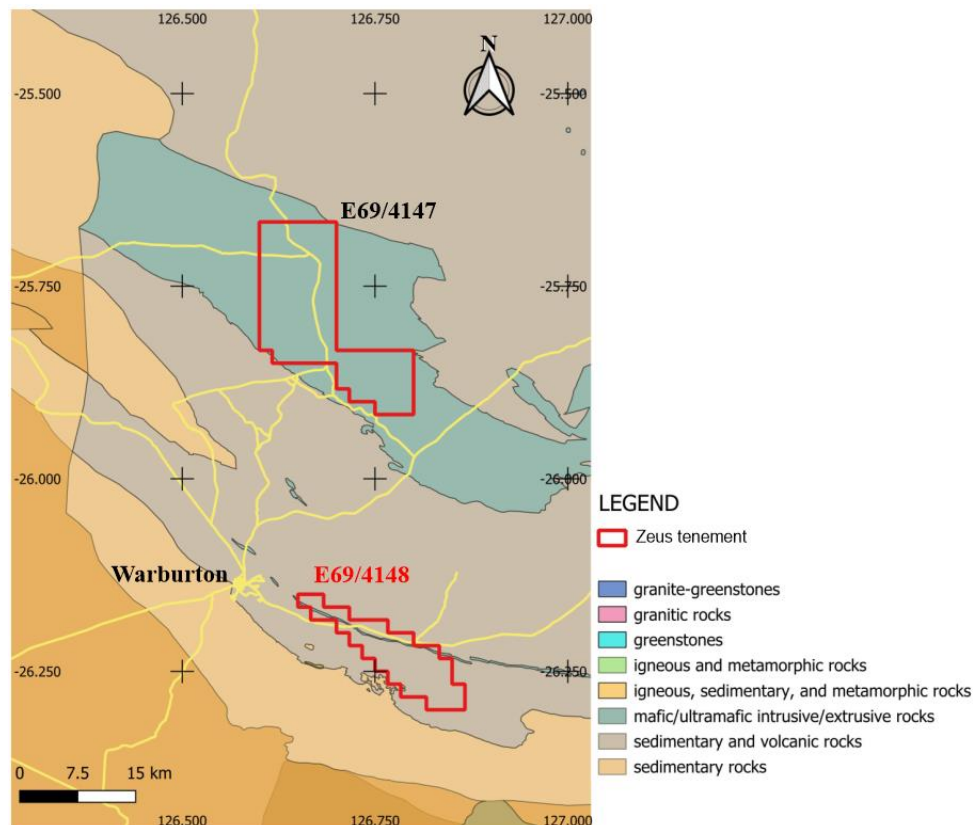 126.500 126.750 127.000
N
-25.500 -25.500
E69/4147
-25.750 -25.750
-26.000 -26.000
LEGEND
Zeus tenement
Warburton E69/4148
granite-greenstones
granitic rocks
greenstones
-26.250 -26.250
igneous and metamorphic rocks
igneous, sedimentary, and metamorphic rocks
mafic/ultramafic intrusive/extrusive rocks
sedimentary and volcanic rocks
sedimentary rocks
0 7.5 15 km
126.500 126.750 127.000